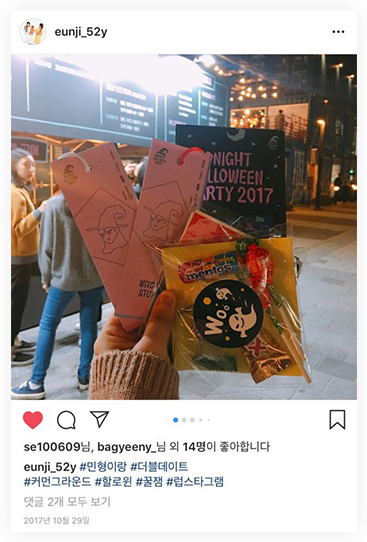 eunji_52y
...
NIGHT
LLOWEEN
RTY 2017
WITCH
mentos
Woo
se100609님, bagyeeny_님 외 14명이 좋아합니다
eunji_52y #민형이랑 #더블데이트
#커먼그라운드 #할로윈 #꿀잼 #럽스타그램
댓글 2개 모두 보기
2017년 10월 29일